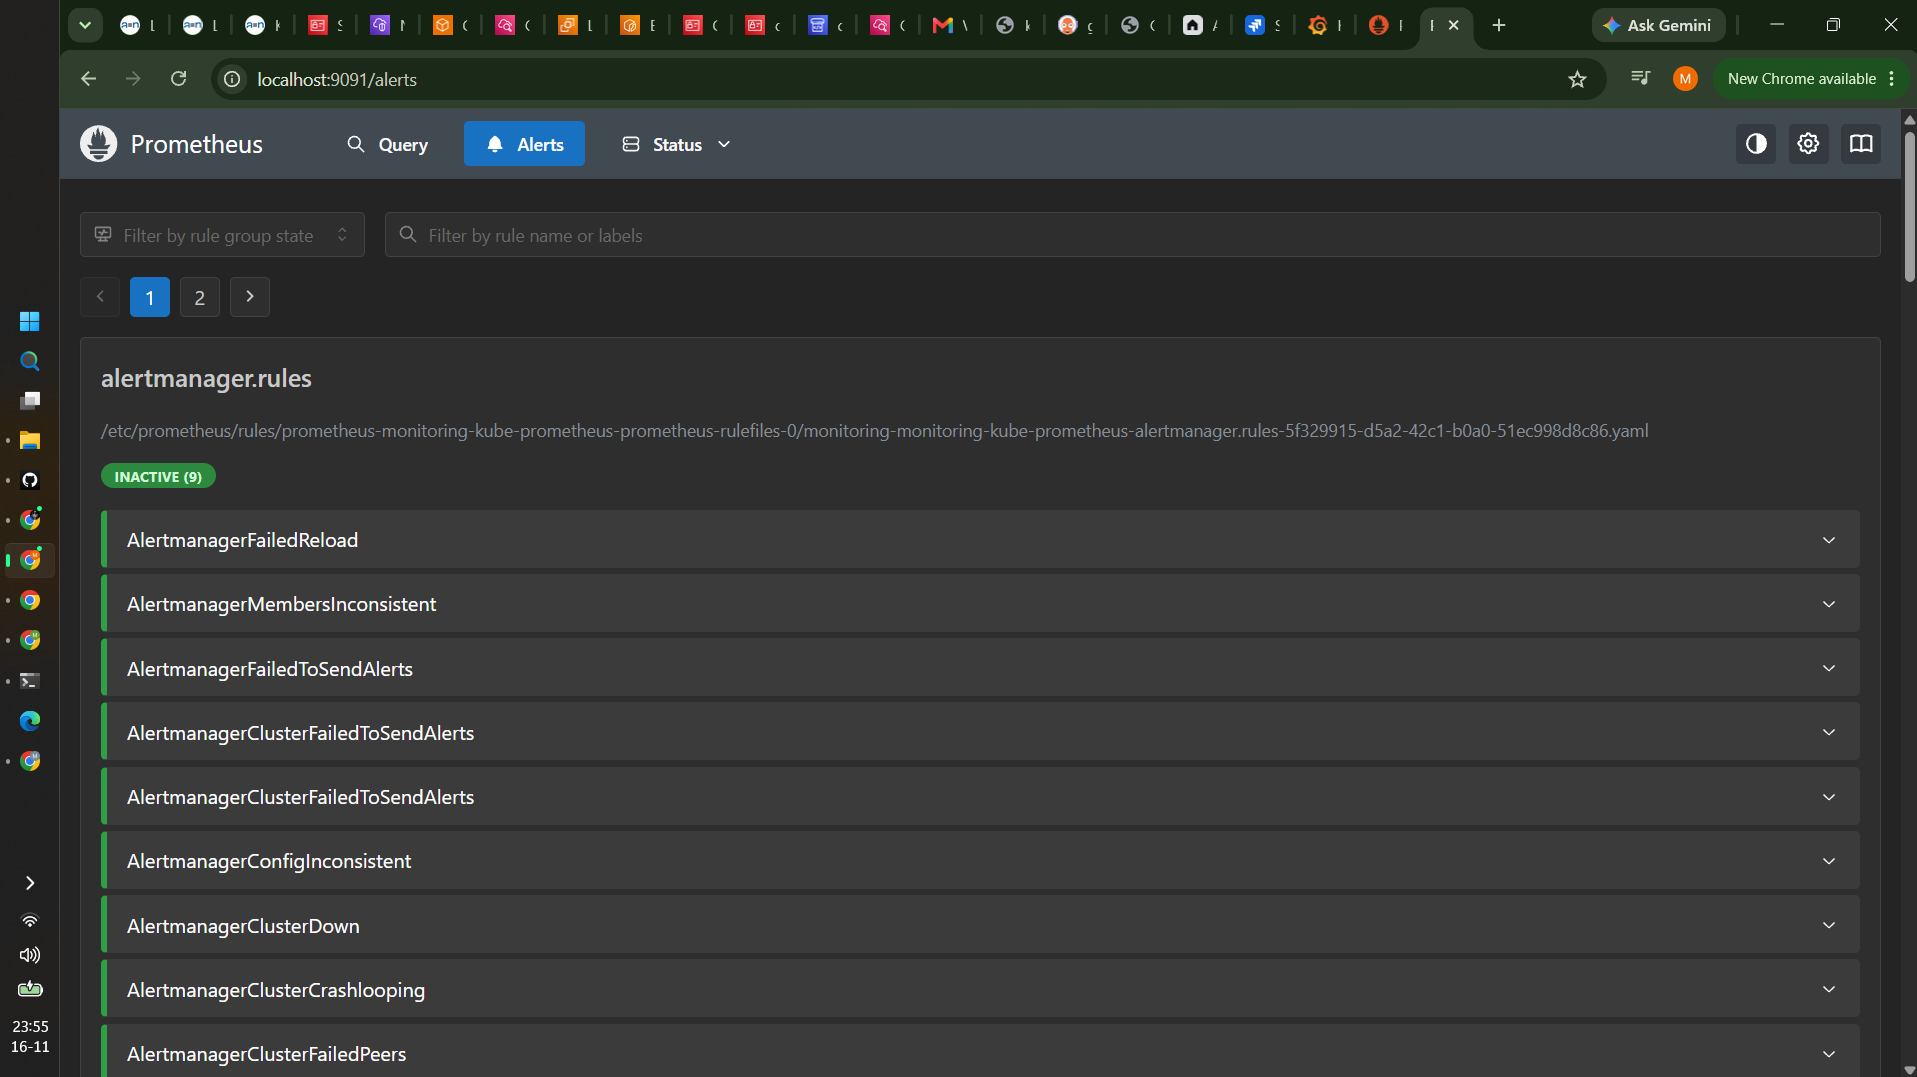 Ask Gemini
localhost:9091/alerts
M
New Chrome available
Prometheus
Query
Alerts
Status
Filter by rule group state
Filter by rule name or labels
1
2
alertmanager.rules
/etc/prometheus/rules/prometheus-monitoring-kube-prometheus-prometheus-rulefiles-0/monitoring-monitoring-kube-prometheus-alertmanager.rules-5f329915-d5a2-42c1-b0a0-51ec998d8c86.yaml
INACTIVE (9)
AlertmanagerFailedReload
AlertmanagerMembersInconsistent
AlertmanagerFailedToSendAlerts
AlertmanagerClusterFailedToSendAlerts
AlertmanagerClusterFailedToSendAlerts
AlertmanagerConfigInconsistent
AlertmanagerClusterDown
AlertmanagerClusterCrashlooping
AlertmanagerClusterFailedPeers
23:55
16-11